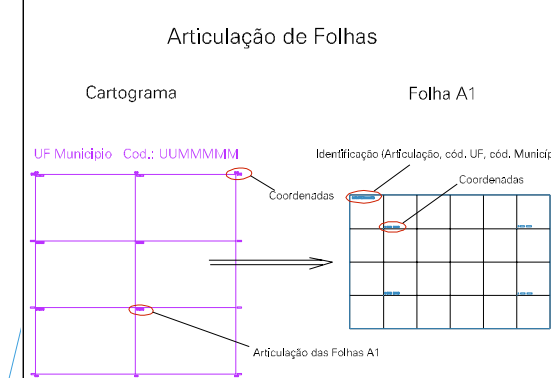 Articulação de Folhas
Cartograma
Folha A1
UF Municipio Cod.: UUMMMMM
Identificação (Articulação, cód. UF, cód. Municíp
Coordenadas
Coordenadas
Articulação das Folhas A1